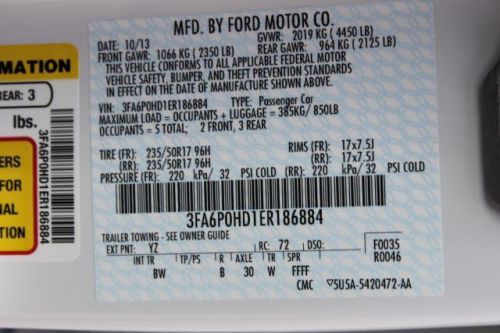 MFD. BY FORD MOTOR CO.
DATE: 10/13 GVWR: 2019 KG ( 4450 LB)
FRONT GAWR: 1066 KG ( 2350 LB) REAR GAWR: 964 KG ( 2125 LB)
THIS VEHICLE CONFORMS TO ALL APPLICABLE FEDERAL MOTOR
VEHICLE SAFETY, BUMPER, AND THEFT PREVENTION STANDARDS
IN EFFECT ON THE DATE OF MANUFACTURE SHOWN ABOVE.
VIN: 3FA6P0HD1ER186884 TYPE: Passenger Car
MAXIMUM LOAD = OCCUPANTS + LUGGAGE = 385KG/ 850LB
OCCUPANTS = 5 TOTAL; 2 FRONT, 3 REAR
TIRE (FR): 235/50R17 96H RIMS (FR): 17x7.5J
TIRE (RR): 235/50R17 96H (RR): 17x7.5J
PRESSURE (FR): 220 kPa/ 32 PSI COLD (RR): 220 kPa/32 PSI COLD
3FA6P0HD1ER186884
TRAILER TOWING - SEE OWNER GUIDE
EXT PNT: YZ RC: 72 DSO: F0035
R0046
INT TR TP/PS R AXLE TR SPR
BW B 30 W FFFF
CMC ▽5U5A-5420472-AA
3FA6P0HD1ER186884
MATION
REAR: 3
lbs.
ERS
FOR
NAL
TION